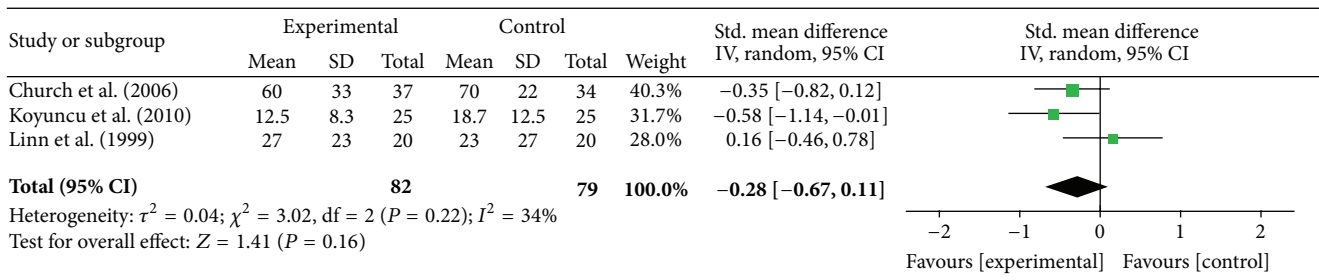 Study or subgroup Experimental Control Std. mean difference Std. mean difference
Mean SD Total Mean SD Total Weight IV, random, 95% CI IV, random, 95% CI
Church et al. (2006) 60 33 37 70 22 34 40.3% −0.35 [−0.82, 0.12]
Koyuncu et al. (2010) 12.5 8.3 25 18.7 12.5 25 31.7% −0.58 [−1.14, −0.01]
Linn et al. (1999) 27 23 20 23 27 20 28.0% 0.16 [−0.46, 0.78]
Total (95% CI) 82 79 100.0% −0.28 [−0.67, 0.11]
Heterogeneity: τ² = 0.04; χ² = 3.02, df = 2 (P = 0.22); I² = 34%
Test for overall effect: Z = 1.41 (P = 0.16)
−2 −1 0 1 2
Favours [experimental] Favours [control]